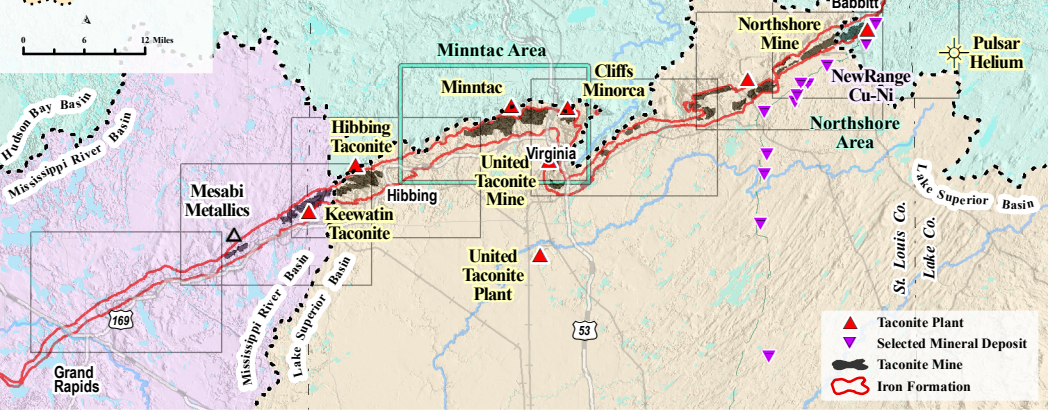 Babbitt
0 6 12 Miles
Northshore
Mine
Minntac Area
Pulsar
Helium
Cliffs
Minorca
Minntac
NewRange
Cu-Ni
Hudson Bay Basin
Mississippi River Basin
Northshore
Area
Hibbing
Taconite
Virginia
United
Taconite
Mine
Hibbing
Mesabi
Metallics
Keewatin
Taconite
Lake Superior Basin
St. Louis Co.
Lake Co.
United
Taconite
Plant
Mississippi River Basin
Lake Superior Basin
169
53
Grand
Rapids
Taconite Plant
Selected Mineral Deposit
Taconite Mine
Iron Formation